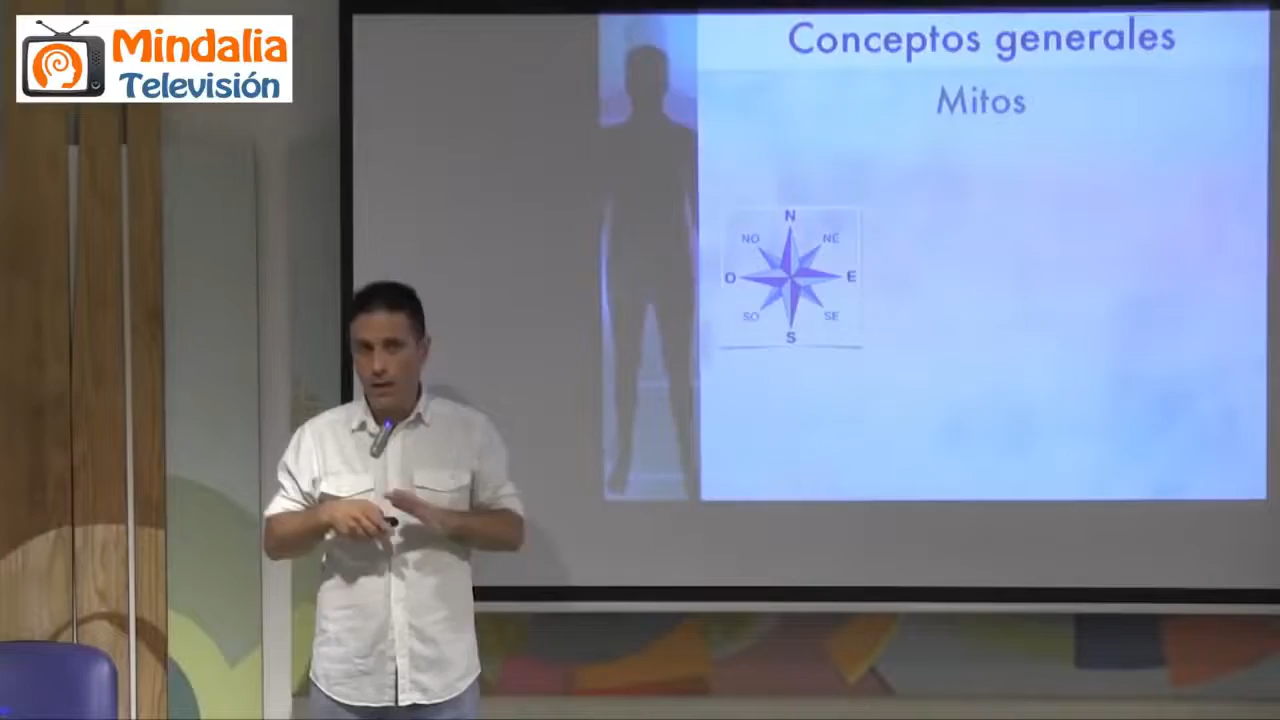 Mindalia
Televisión
Conceptos generales
Mitos
N
NO
NE
O
E
SO
SE
S